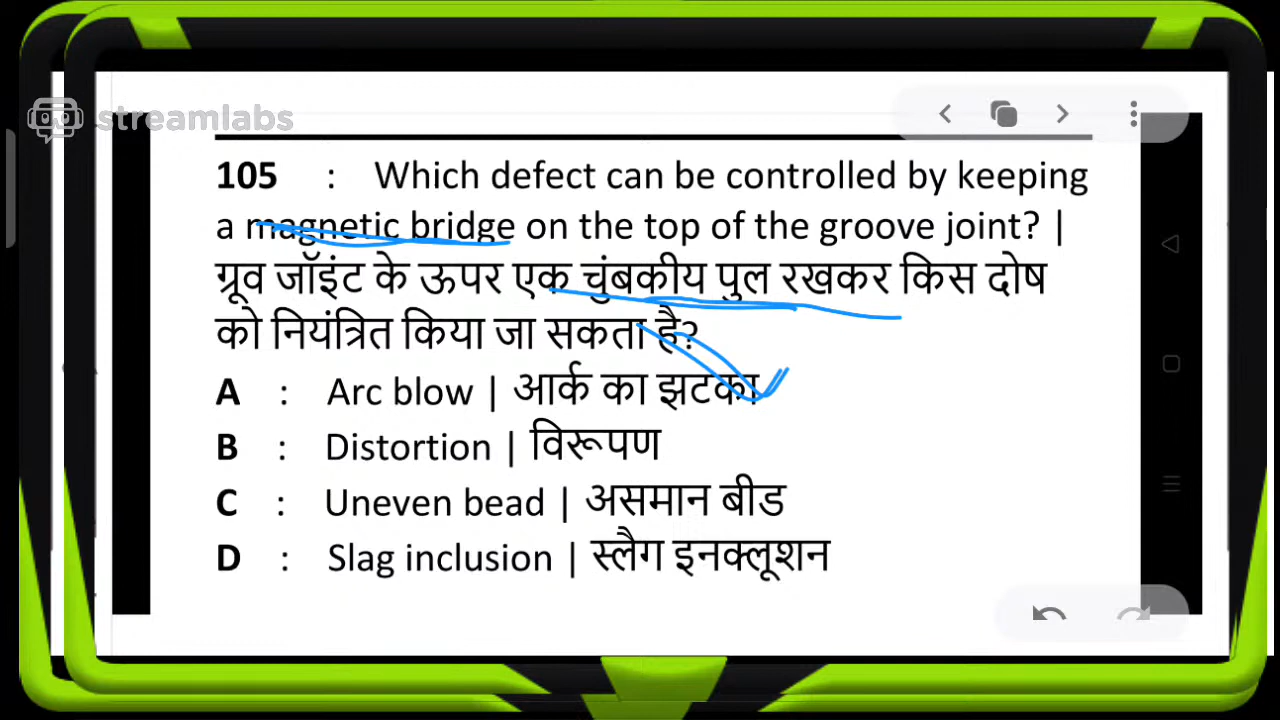 streamlabs
105 : Which defect can be controlled by keeping
a magnetic bridge on the top of the groove joint? |
ग्रूव जॉइंट के ऊपर एक चुंबकीय पुल रखकर किस दोष
को नियंत्रित किया जा सकता है?
A : Arc blow | आर्क का झटका
B : Distortion | विरूपण
C : Uneven bead | असमान बीड
D : Slag inclusion | स्लैग इनक्लूशन